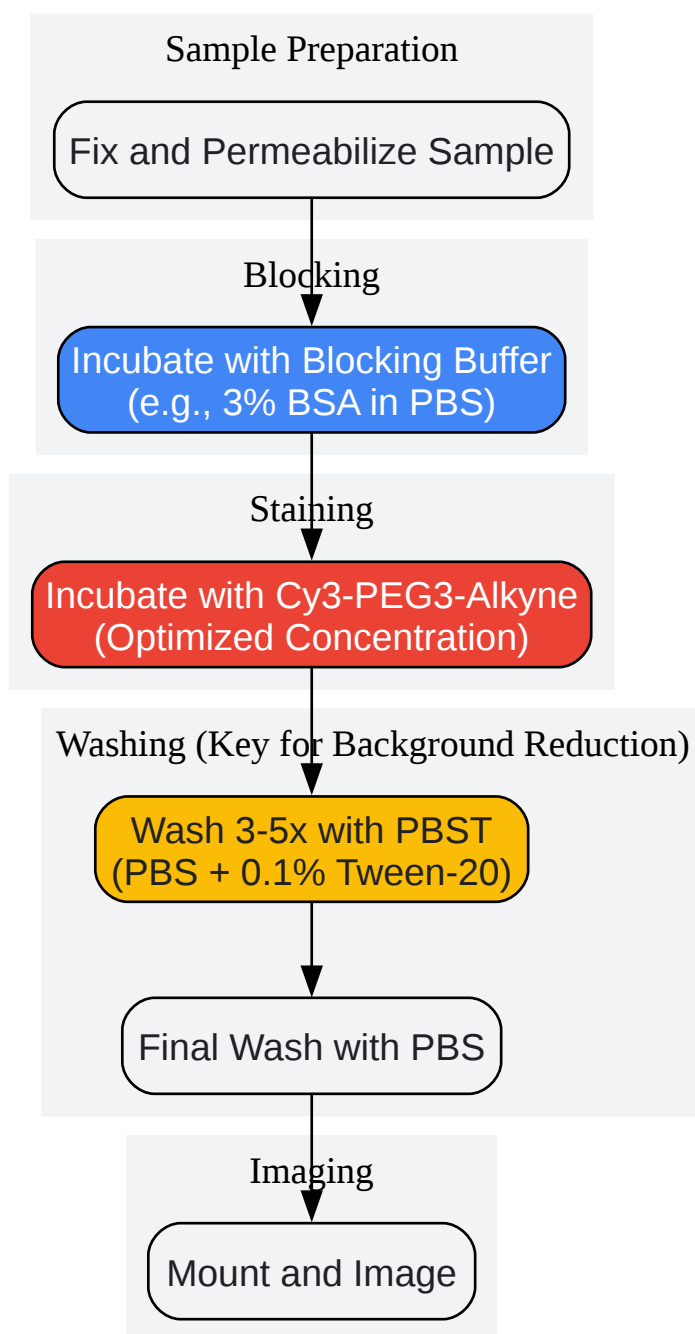 Sample Preparation
Fix and Permeabilize Sample
Blocking
Incubate with Blocking Buffer
(e.g., 3% BSA in PBS)
Staining
Incubate with Cy3-PEG3-Alkyne
(Optimized Concentration)
Washing (Key for Background Reduction)
Wash 3-5x with PBST
(PBS + 0.1% Tween-20)
Final Wash with PBS
Imaging
Mount and Image